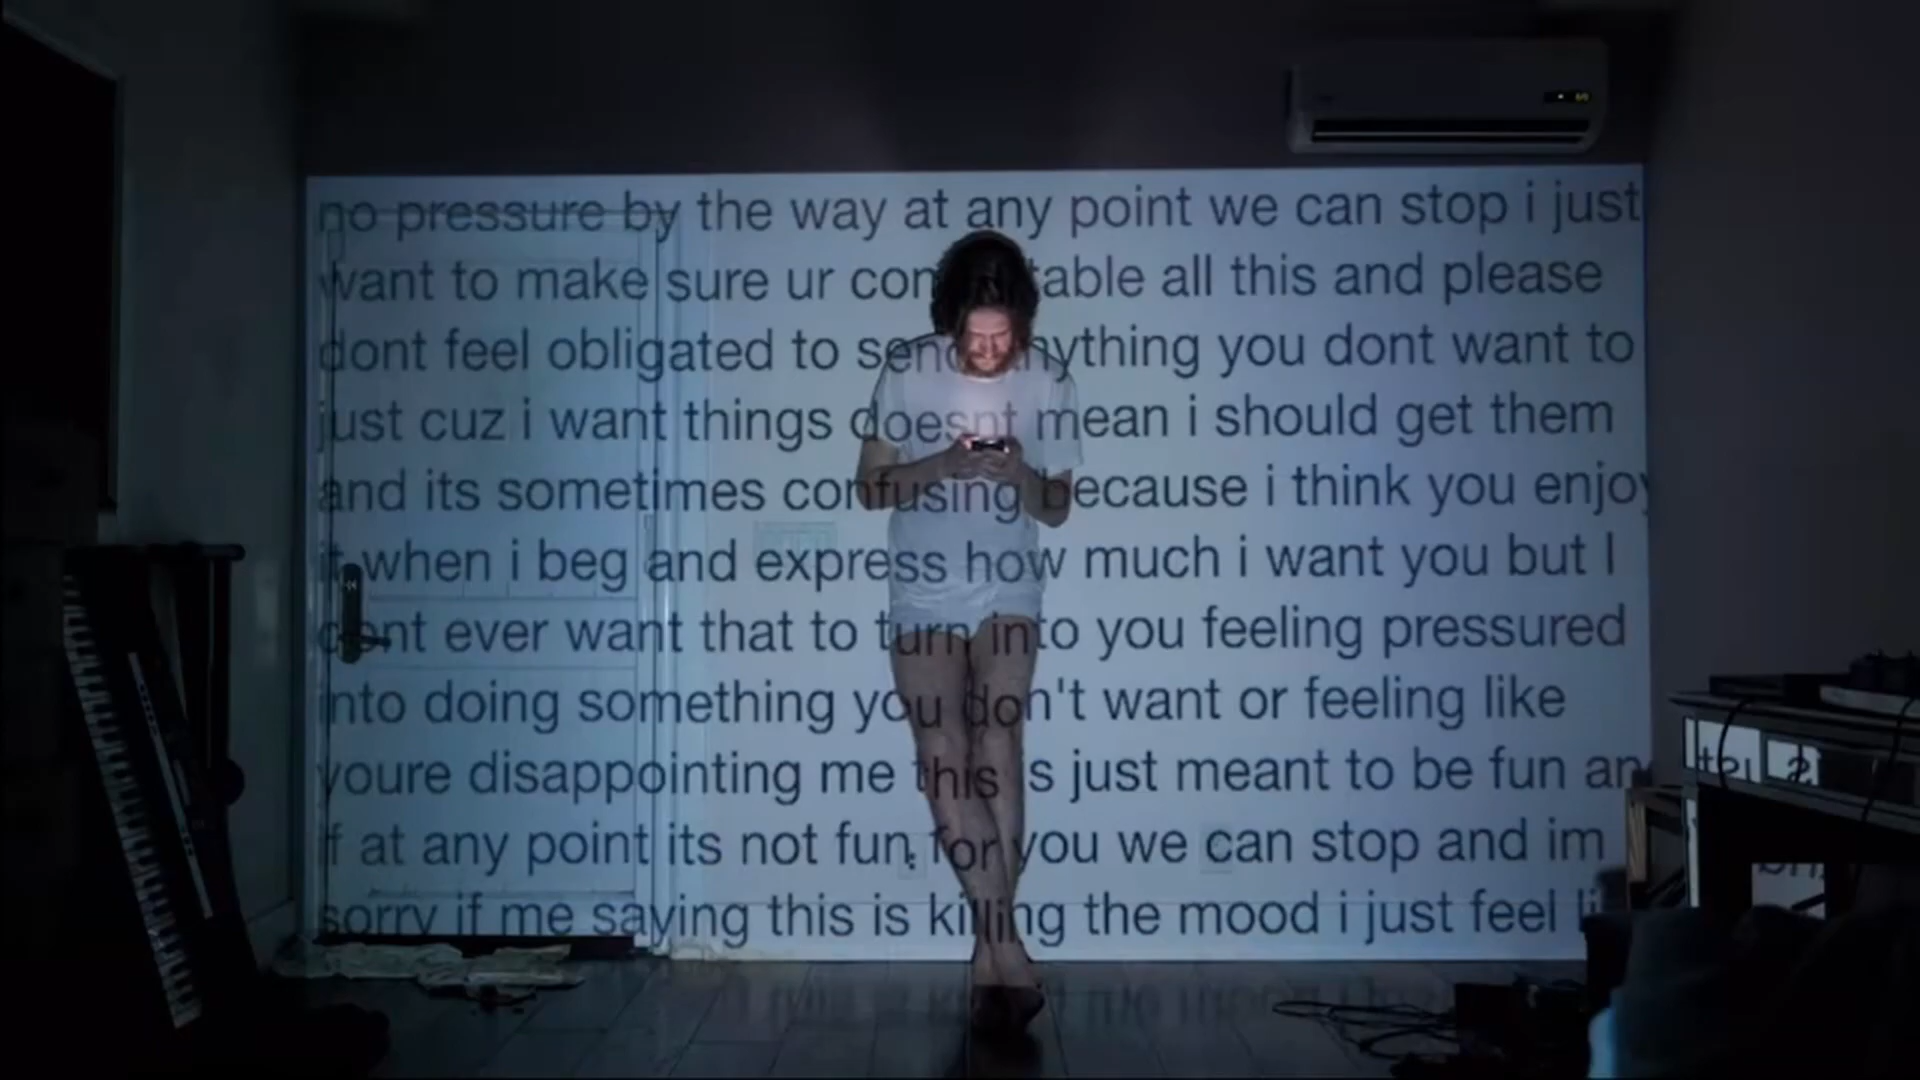 no pressure by the way at any point we can stop i just
want to make sure ur comfortable all this and please
dont feel obligated to send anything you dont want to
just cuz i want things doesnt mean i should get them
and its sometimes confusing because i think you enjoy
it when i beg and express how much i want you but I
dont ever want that to turn into you feeling pressured
into doing something you don't want or feeling like
youre disappointing me this is just meant to be fun an
if at any point its not fun for you we can stop and im
sorry if me saying this is killing the mood i just feel li